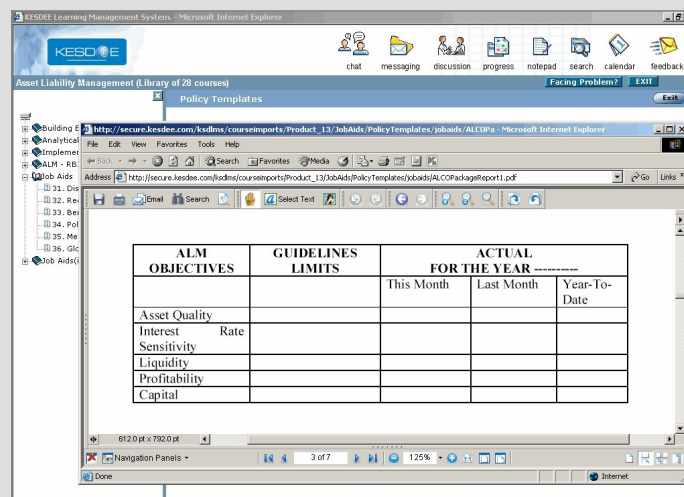 KESDEE Learning Management System. - Microsoft Internet Explorer
KESDEE
chat messaging discussion progress notepad search calendar feedback
Asset Liability Management (Library of 28 courses)
Facing Problem? EXIT
Policy Templates
Exit
Building
Analytical
Implemen
ALM - RB
Job Aids
31. Dis
32. Re
33. Be
34. Pol
35. Me
36. Glo
Job Aids(i
http://secure.kesdee.com/ksdlms/courseimports/Product_13/JobAids/PolicyTemplates/jobaids/ALCOPa - Microsoft Internet Explorer
File Edit View Favorites Tools Help
Back Search Favorites Media
Address http://secure.kesdee.com/ksdlms/courseimports/Product_13/JobAids/PolicyTemplates/jobaids/ALCOPackageReport1.pdf Go Links
Email Search Select Text
ALM OBJECTIVES
GUIDELINES LIMITS
ACTUAL
FOR THE YEAR ----------
This Month Last Month Year-To-
Date
Asset Quality
Interest Rate
Sensitivity
Liquidity
Profitability
Capital
612.0 pt x 792.0 pt
Navigation Panels 3 of 7 125%
Done Internet